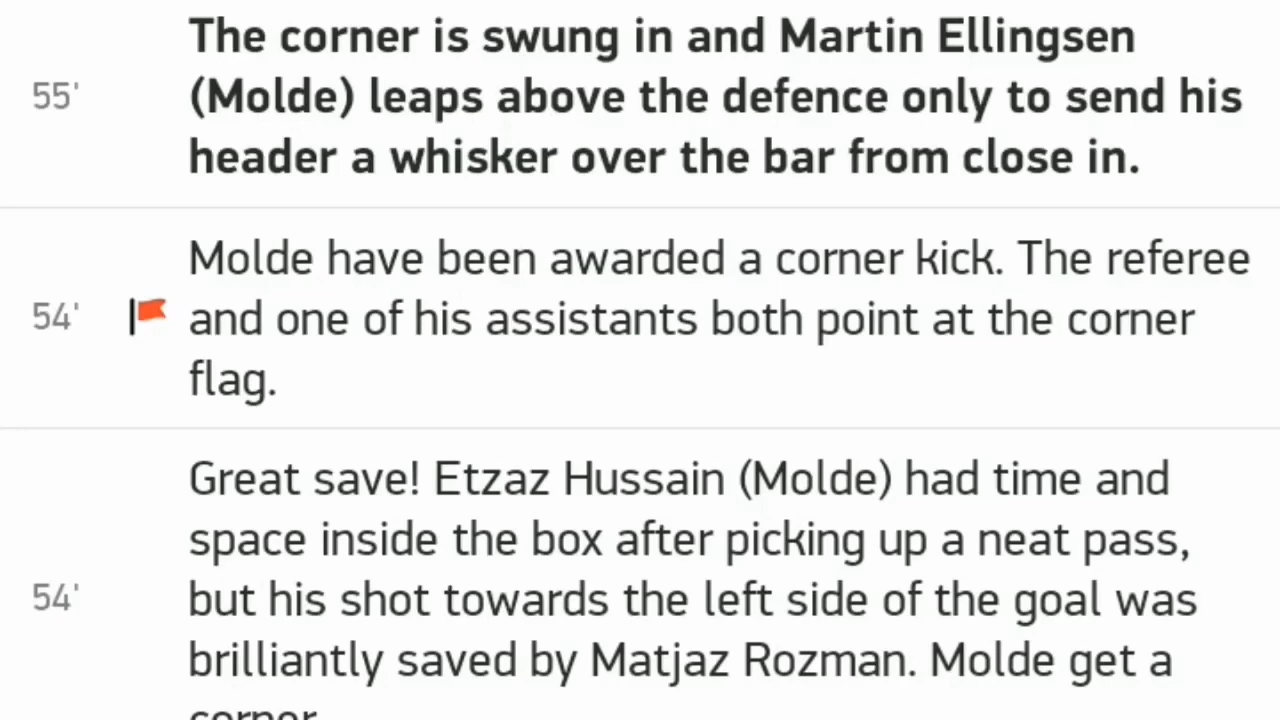 The corner is swung in and Martin Ellingsen
55' (Molde) leaps above the defence only to send his
header a whisker over the bar from close in.
Molde have been awarded a corner kick. The referee
54' and one of his assistants both point at the corner
flag.
Great save! Etzaz Hussain (Molde) had time and
space inside the box after picking up a neat pass,
54' but his shot towards the left side of the goal was
brilliantly saved by Matjaz Rozman. Molde get a
corner.